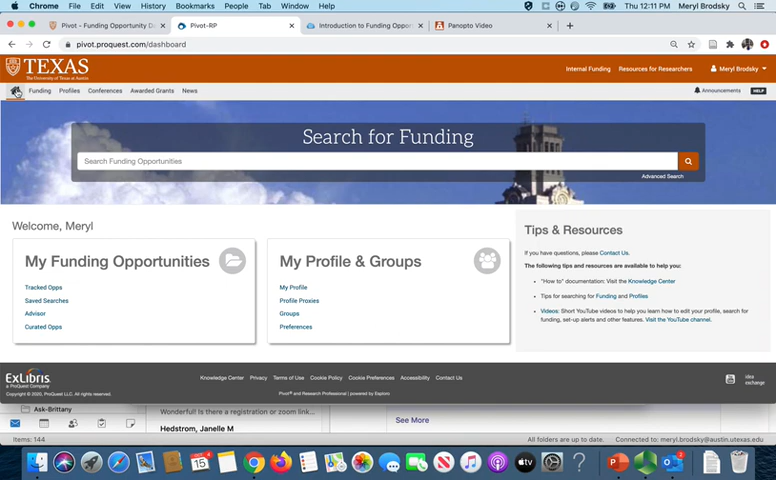 Chrome File Edit View History Bookmarks People Tab Window Help Thu 12:11 PM Meryl Brodsky
Pivot - Funding Opportunity D
Pivot-RP
Introduction to Funding Oppor
Panopto Video
pivot.proquest.com/dashboard
TEXAS
The University of Texas at Austin
Internal Funding Resources for Researchers Meryl Brodsky
Funding Profiles Conferences Awarded Grants News Announcements HELP
Search for Funding
Search Funding Opportunities
Advanced Search
Welcome, Meryl
My Funding Opportunities
Tracked Opps
Saved Searches
Advisor
Curated Opps
My Profile & Groups
My Profile
Profile Proxies
Groups
Preferences
Tips & Resources
If you have questions, please Contact Us.
The following tips and resources are available to help you:
"How to" documentation: Visit the Knowledge Center
Tips for searching for Funding and Profiles
Videos: Short YouTube videos to help you learn how to edit your profile, search for
funding, set-up alerts and other features. Visit the YouTube channel.
ExLibris
a ProQuest Company
Knowledge Center Privacy Terms of Use Cookie Policy Cookie Preferences Accessibility Contact Us
idea
exchange
Copyright © 2020, ProQuest LLC. All rights reserved.
Pivot® and Research Professional powered by Esploro
Ask-Brittany
Wonderful! Is there a registration or zoom link...
Hedstrom, Janelle M
See More
Items: 144
All folders are up to date. Connected to: meryl.brodsky@austin.utexas.edu